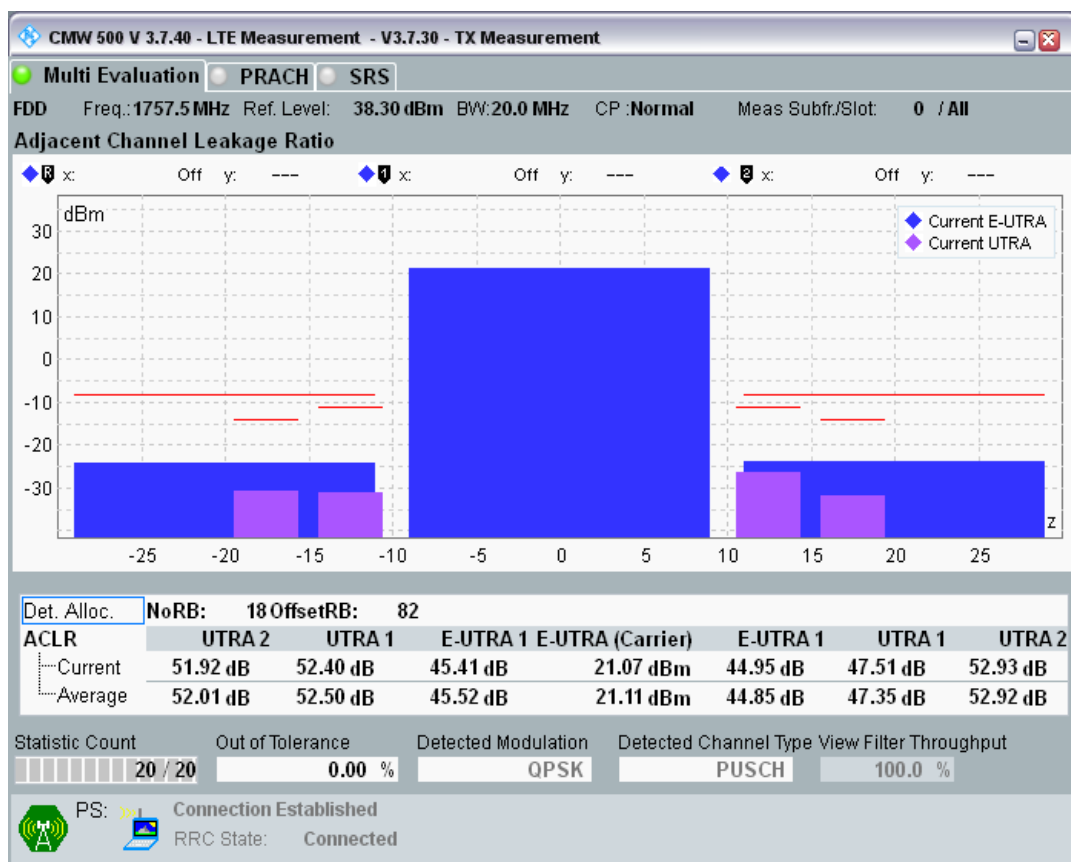 CMW 500 V 3.7.40 - LTE Measurement - V3.7.30 - TX Measurement
Multi Evaluation PRACH SRS
FDD Freq.: 1757.5 MHz Ref. Level: 38.30 dBm BW: 20.0 MHz CP : Normal Meas Subfr./Slot: 0 / All
Adjacent Channel Leakage Ratio
R x: Off y: --- 1 x: Off y: --- 2 x: Off y: ---
dBm
Current E-UTRA
Current UTRA
30
20
10
0
-10
-20
-30
z
-25 -20 -15 -10 -5 0 5 10 15 20 25
Det. Alloc. NoRB: 18 OffsetRB: 82
ACLR UTRA 2 UTRA 1 E-UTRA 1 E-UTRA (Carrier) E-UTRA 1 UTRA 1 UTRA 2
Current 51.92 dB 52.40 dB 45.41 dB 21.07 dBm 44.95 dB 47.51 dB 52.93 dB
Average 52.01 dB 52.50 dB 45.52 dB 21.11 dBm 44.85 dB 47.35 dB 52.92 dB
Statistic Count Out of Tolerance Detected Modulation Detected Channel Type View Filter Throughput
20 / 20 0.00 % QPSK PUSCH 100.0 %
PS: Connection Established
RRC State: Connected